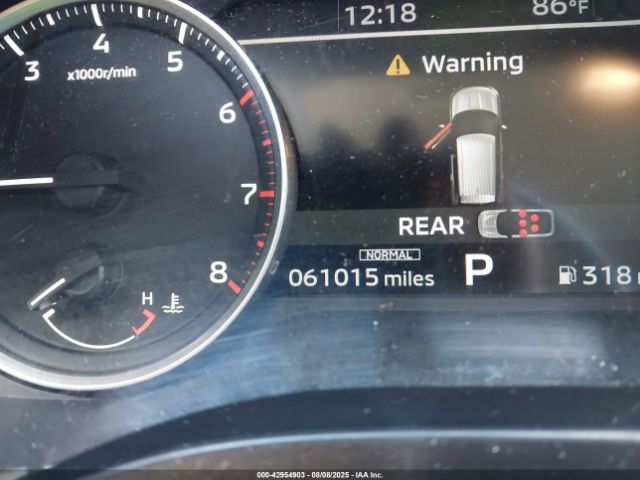 12:18 86°F
4
3 5
x1000r/min
Warning
6
7
REAR
NORMAL
8
061015 miles P 318
H
000-42954903 - 08/08/2025 - IAA Inc.